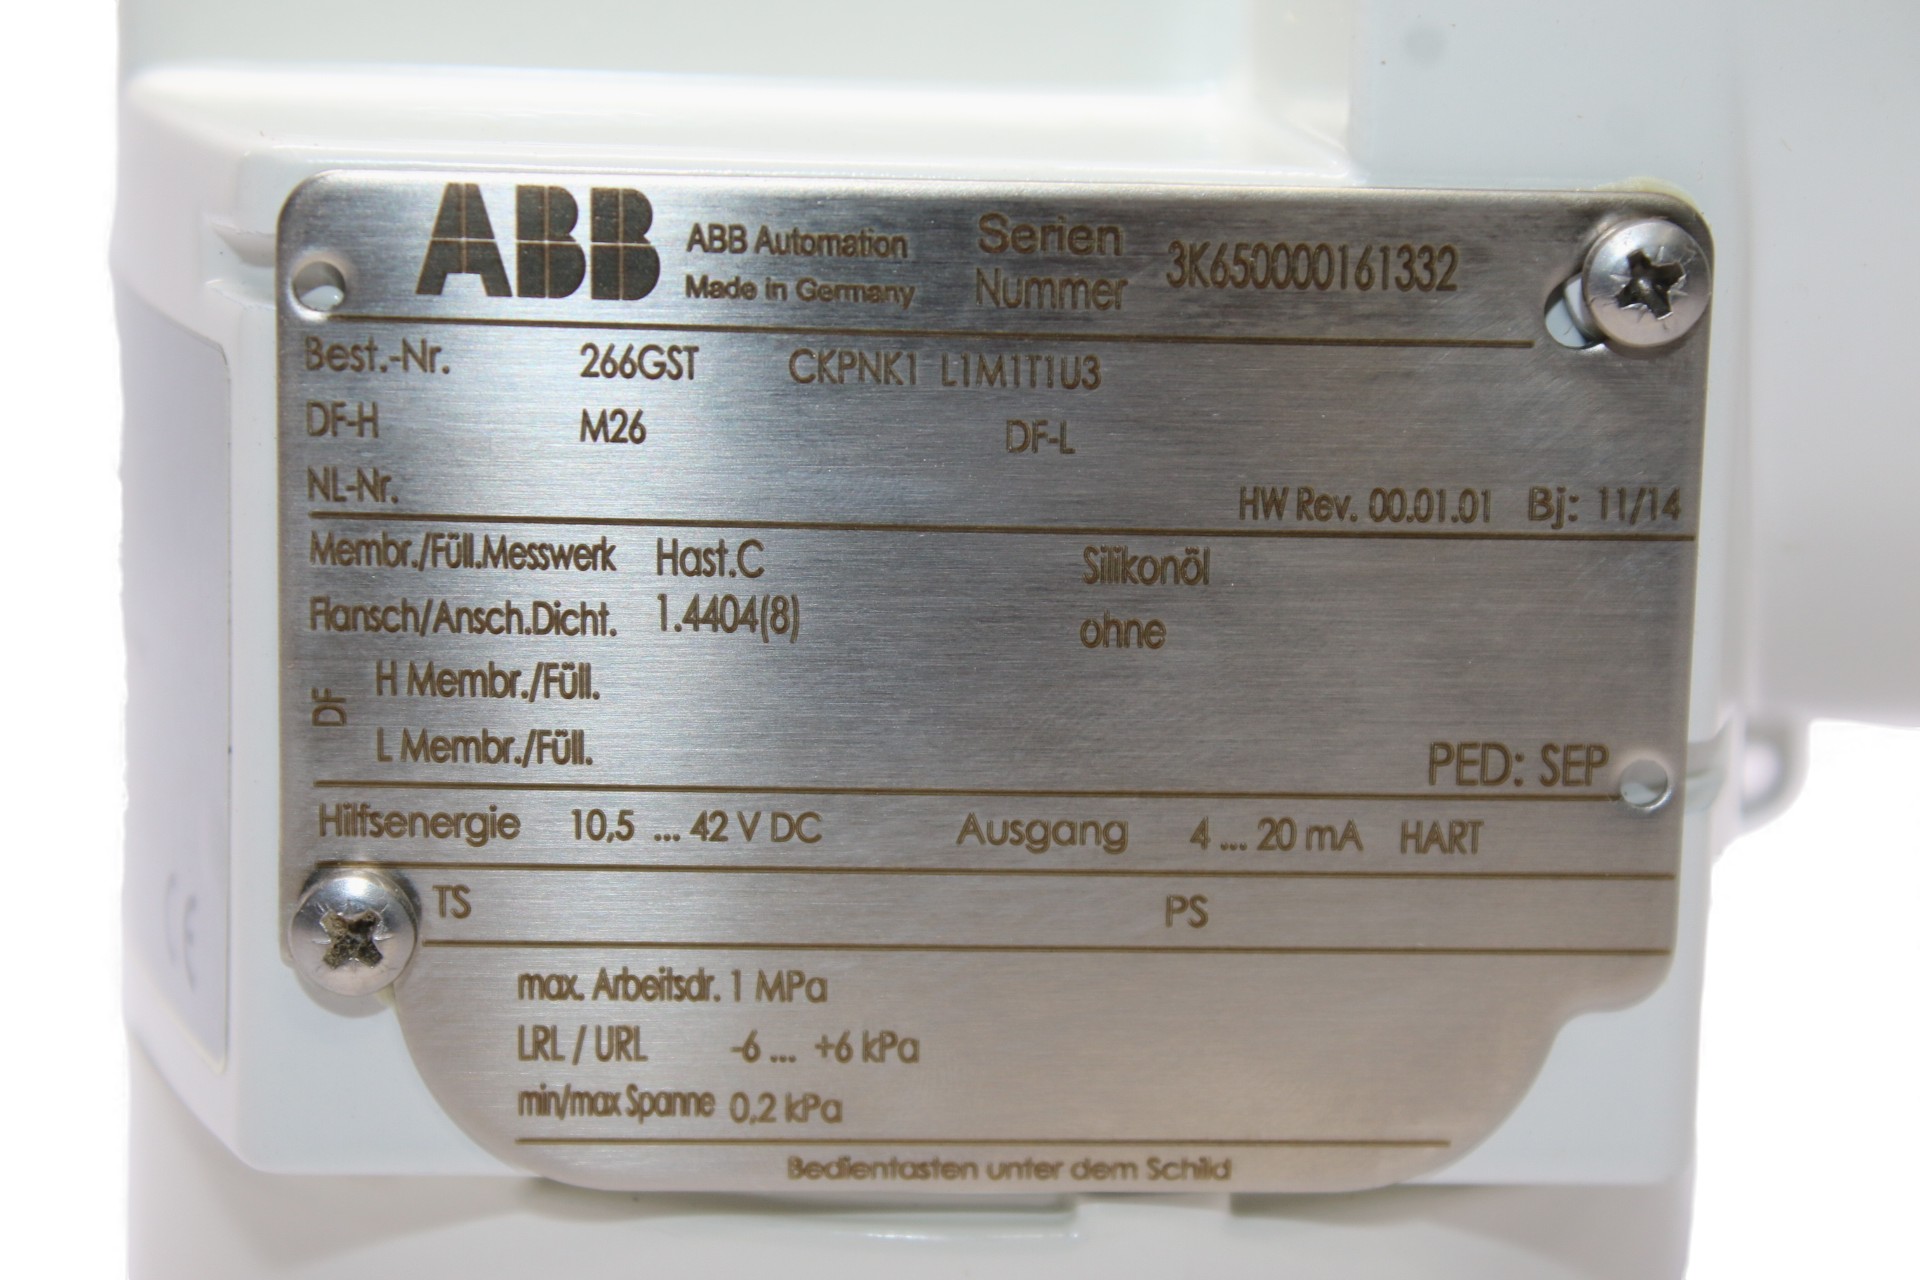 ABB ABB Automation Made in Germany Serien Nummer 3K650000161332
Best.-Nr. 266GST CKPNK1 L1M1T1U3
DF-H M26 DF-L
NL-Nr. HW Rev. 00.01.01 Bj: 11/14
Membr./Füll.Messwerk Hast.C Silikonöl
Flansch/Ansch.Dicht. 1.4404(8) ohne
DF H Membr./Füll.
L Membr./Füll.
PED: SEP
Hilfsenergie 10,5 ... 42 V DC Ausgang 4 ... 20 mA HART
TS PS
max. Arbeitsdr. 1 MPa
LRL / URL -6 ... +6 kPa
min/max Spanne 0,2 kPa
Bedientasten unter dem Schild
CE